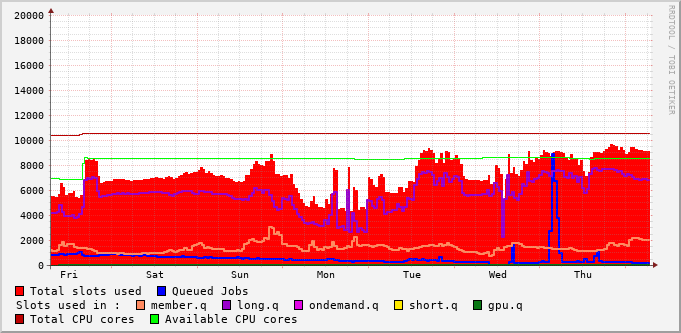 20000
18000
16000
14000
12000
10000
8000
6000
4000
2000
0
Fri Sat Sun Mon Tue Wed Thu
RRDTOOL / TOBI OETIKER
Total slots used Queued Jobs
Slots used in : member.q long.q ondemand.q short.q gpu.q
Total CPU cores Available CPU cores